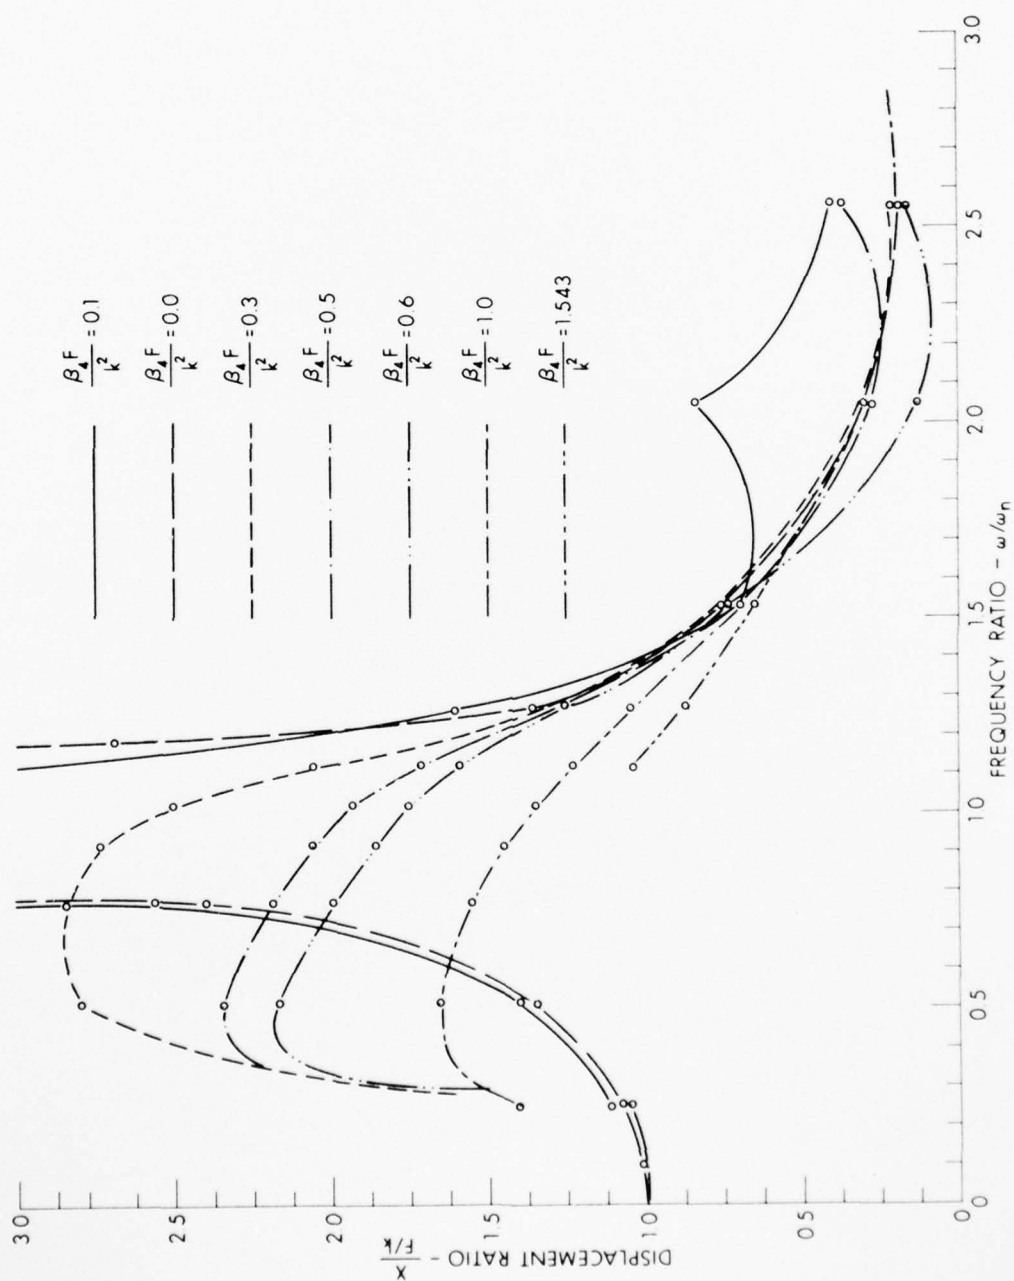 β₄F/k² = 0.1
β₄F/k² = 0.0
β₄F/k² = 0.3
β₄F/k² = 0.5
β₄F/k² = 0.6
β₄F/k² = 1.0
β₄F/k² = 1.543
3.0
2.5
2.0
1.5
1.0
0.5
0
DISPLACEMENT RATIO - X/F/k
0
0.5
1.0
1.5
2.0
2.5
3.0
FREQUENCY RATIO - ω/ωn